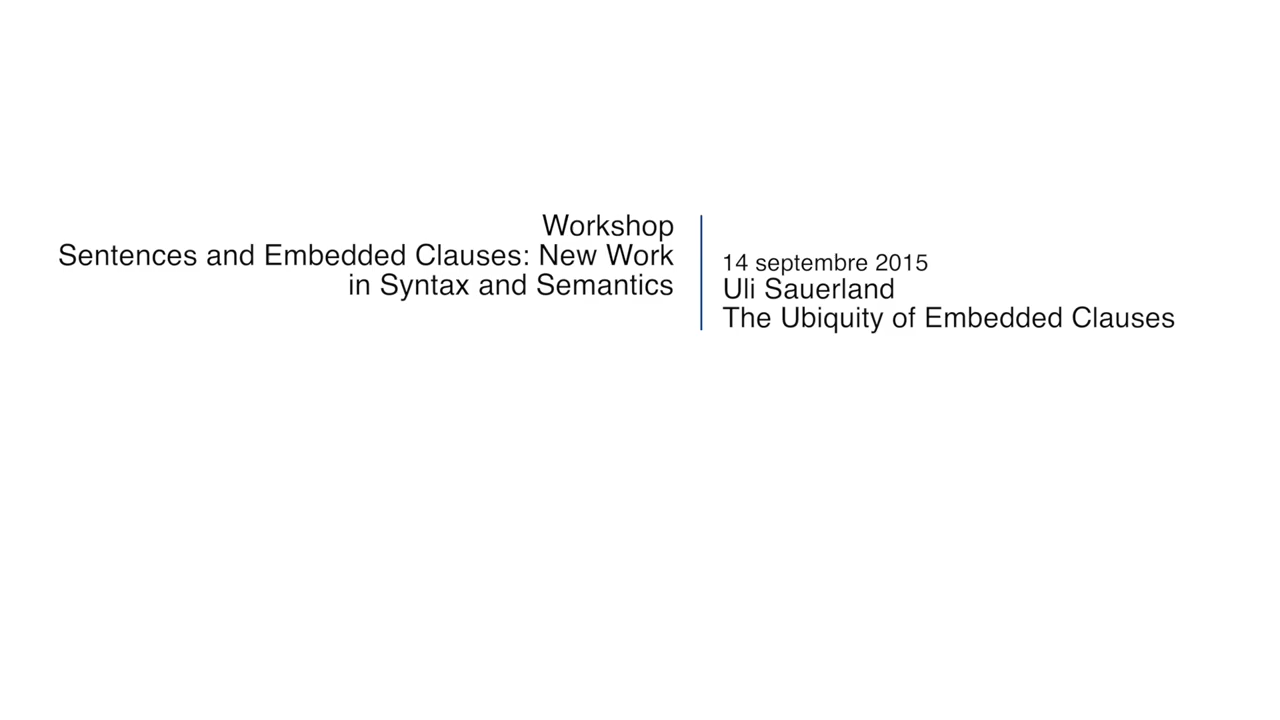 Workshop
Sentences and Embedded Clauses: New Work
in Syntax and Semantics
14 septembre 2015
Uli Sauerland
The Ubiquity of Embedded Clauses